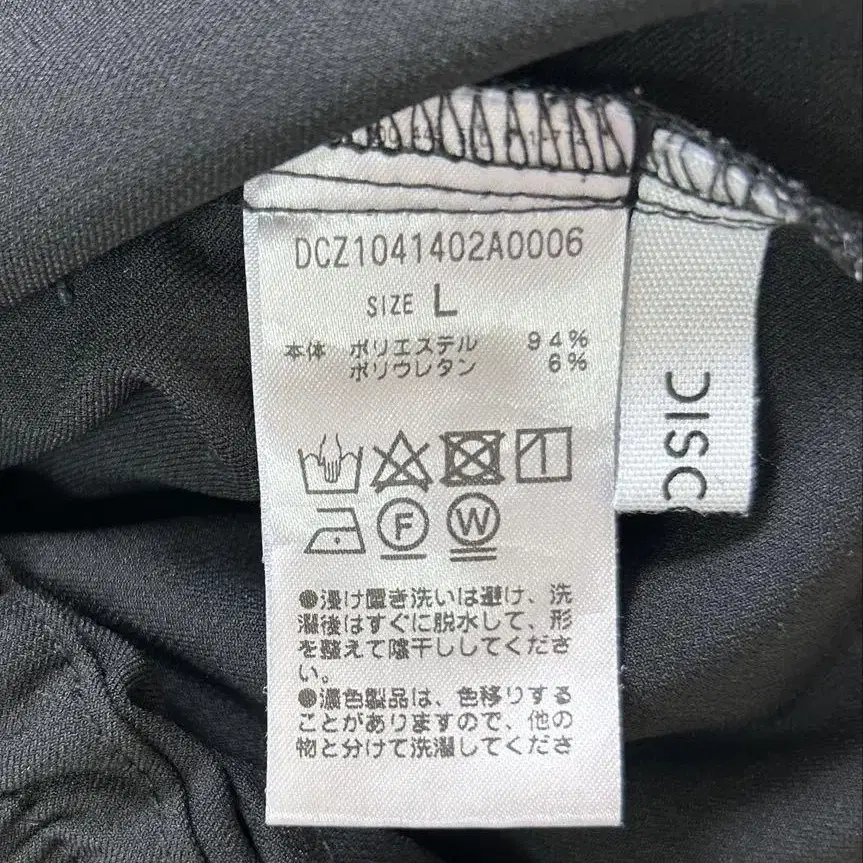 DCZ1041402A0006
SIZE L
本体 ポリエステル 94%
ポリウレタン 6%
F W
●浸け置き洗いは避け、洗
濯後はすぐに脱水して、形
を整えて陰干ししてくださ
い。
●濃色製品は、色移りする
ことがありますので、他の
物と分けて洗濯してくださ
DISC